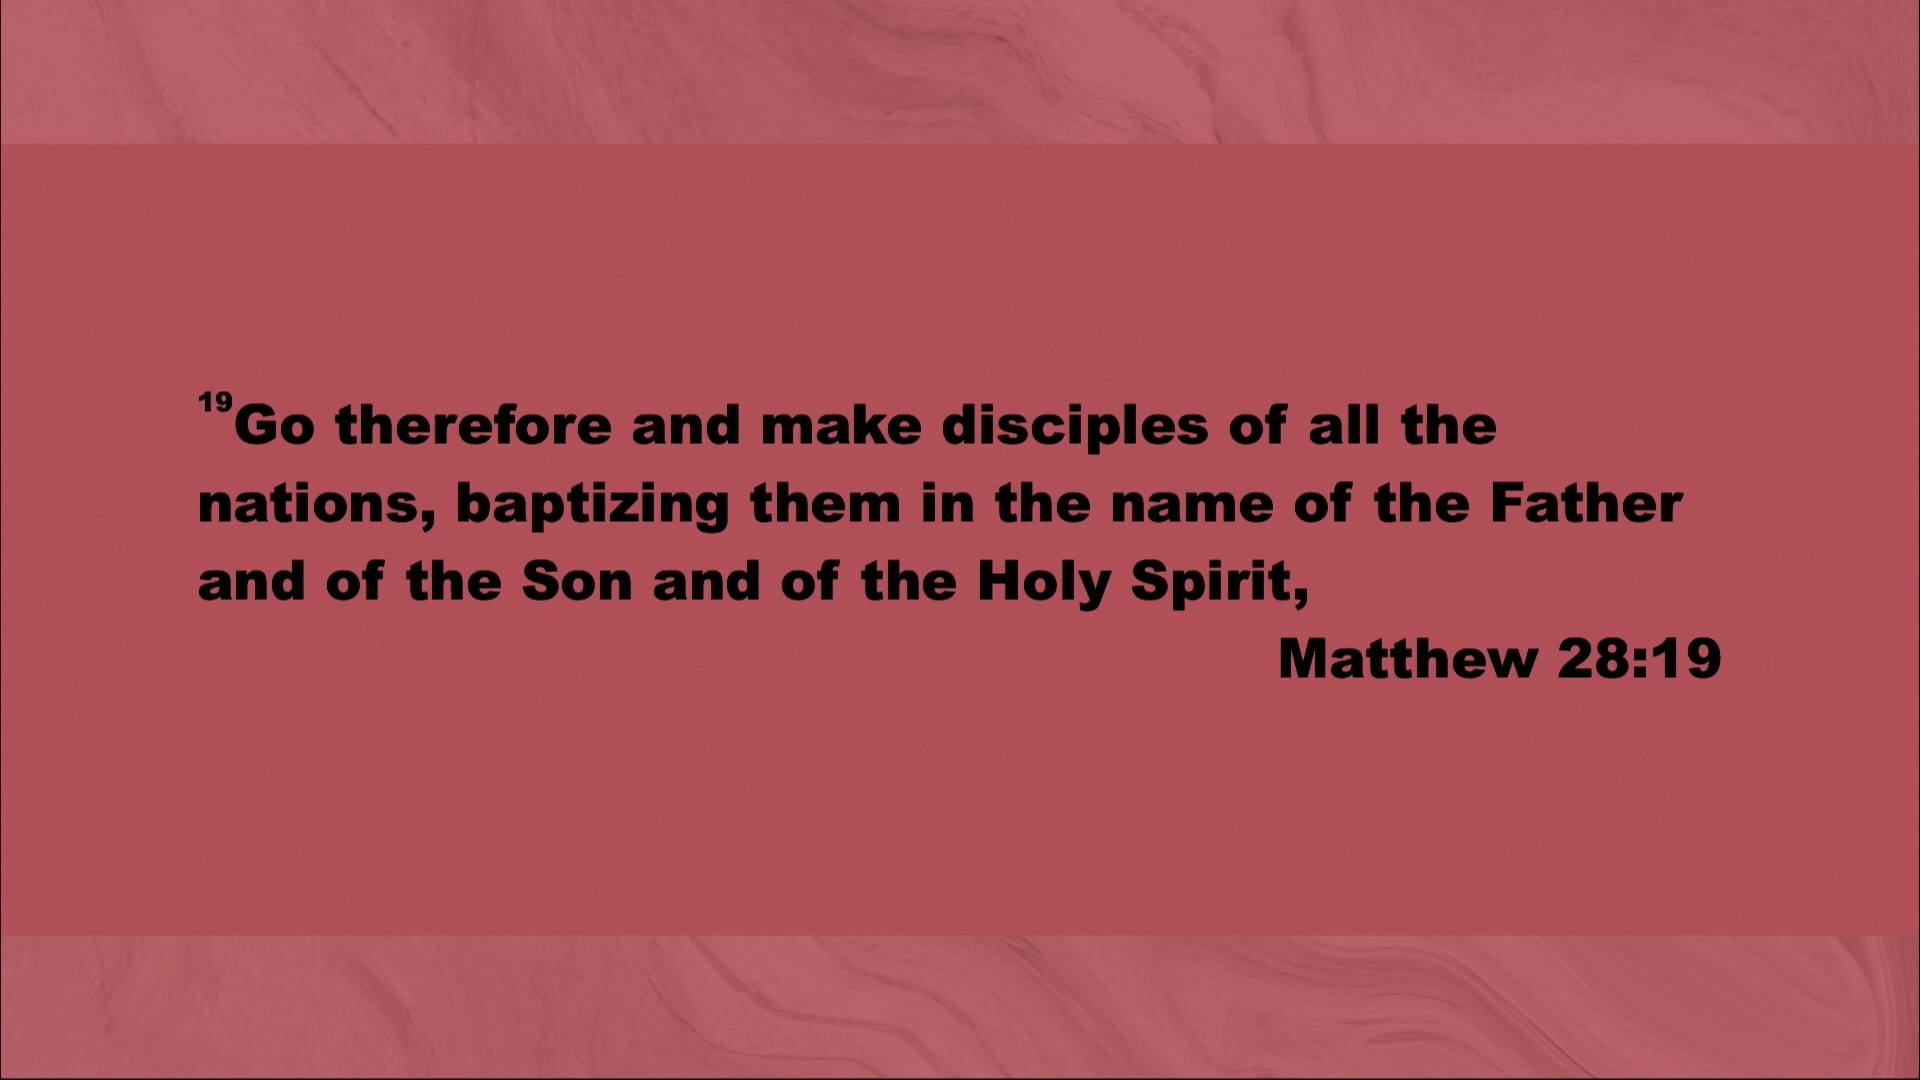 19Go therefore and make disciples of all the
nations, baptizing them in the name of the Father
and of the Son and of the Holy Spirit,
Matthew 28:19